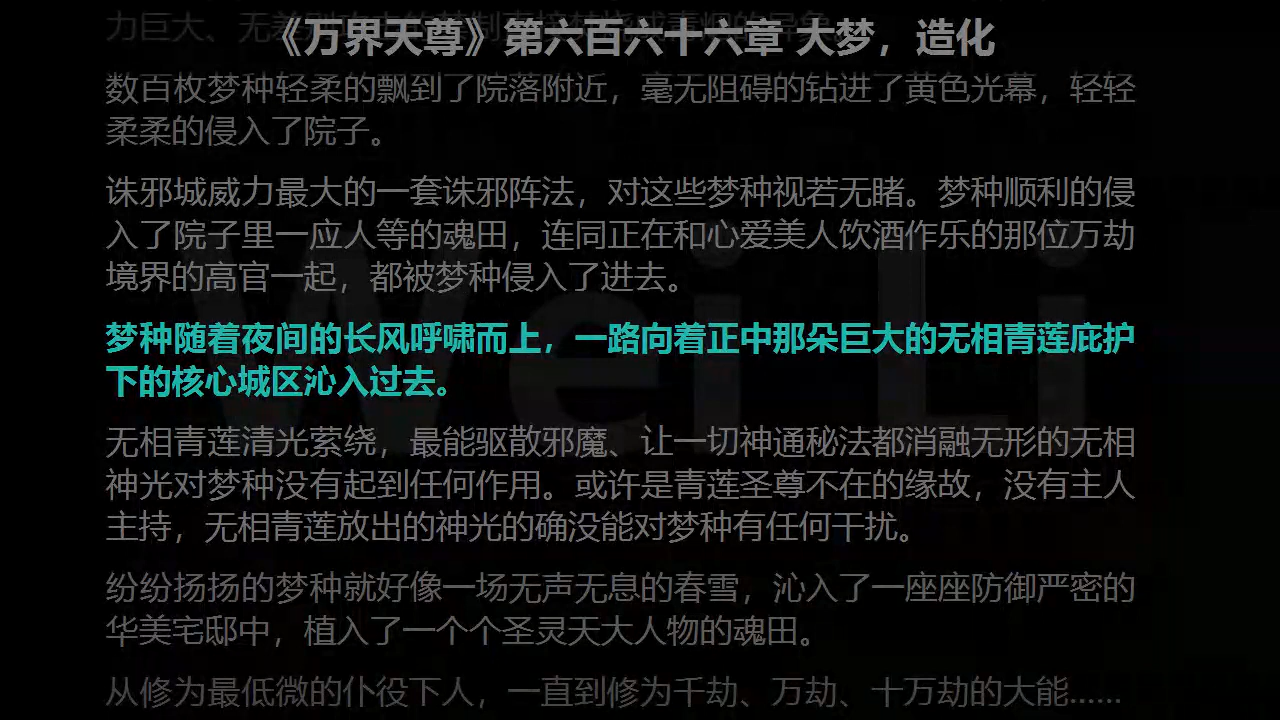 《万界天尊》第六百六十六章 大梦，造化
数百枚梦种轻柔的飘到了院落附近，毫无阻碍的钻进了黄色光幕，轻轻
柔柔的侵入了院子。
诛邪城威力最大的一套诛邪阵法，对这些梦种视若无睹。梦种顺利的侵
入了院子里一应人等的魂田，连同正在和心爱美人饮酒作乐的那位万劫
境界的高官一起，都被梦种侵入了进去。
梦种随着夜间的长风呼啸而上，一路向着正中那朵巨大的无相青莲庇护
下的核心城区沁入过去。
无相青莲清光萦绕，最能驱散邪魔、让一切神通秘法都消融无形的无相
神光对梦种没有起到任何作用。或许是青莲圣尊不在的缘故，没有主人
主持，无相青莲放出的神光的确没能对梦种有任何干扰。
纷纷扬扬的梦种就好像一场无声无息的春雪，沁入了一座座防御严密的
华美宅邸中，植入了一个个圣灵天大人物的魂田。
从修为最低微的仆役下人，一直到修为千劫、万劫、十万劫的大能……
Wei Li